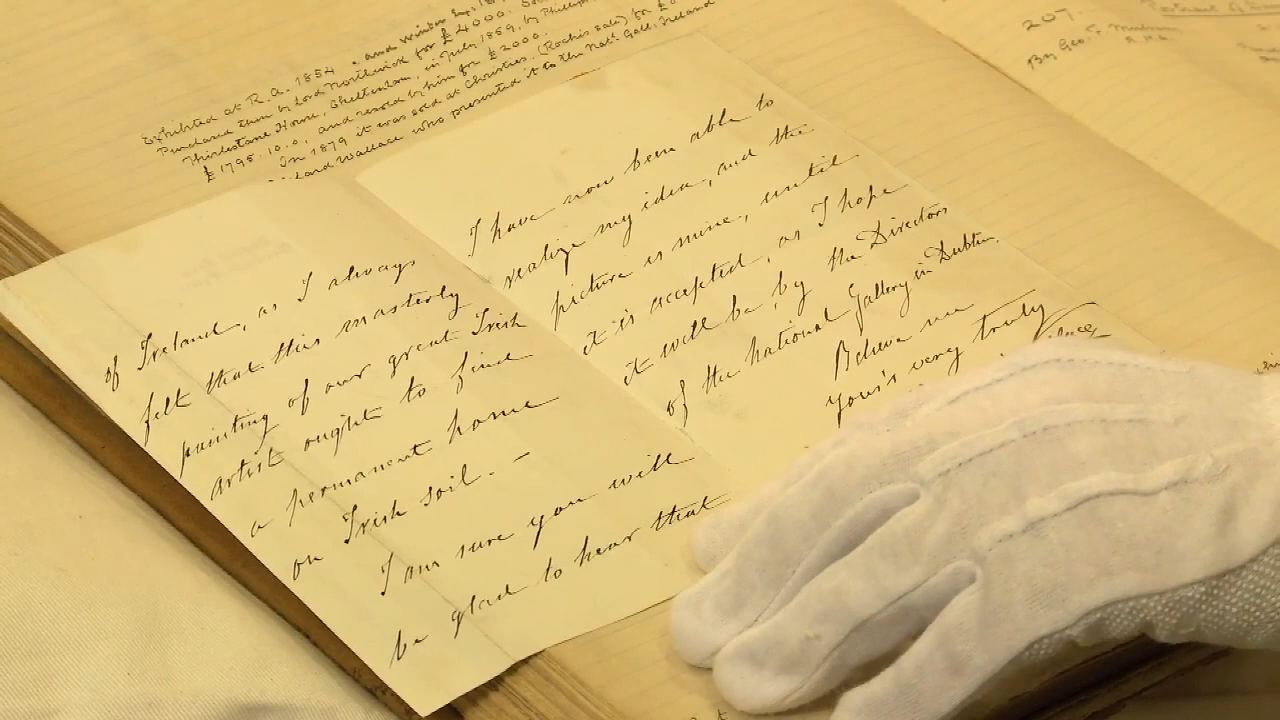 Exhibited at R.A. 1854
Purchased then by Lord Northwick for £4000.
Thirlestane House, Cheltenham, in July, 1859, by Phillips,
£1795.10.0, and resold by him for £2000.
In 1879 it was sold at Christies. (Rochis sale) for
Wallace who presented it to the Natl. Gall. Ireland
207.
By Geo. F.
of Ireland, as I always
felt that this masterly
painting of our great Irish
artist ought to find
a permanent home
on Irish soil. -
I am sure you will
be glad to hear that
I have now been able to
realize my idea, and the
picture is mine, until
it is accepted, as I hope
it will be, by the Directors
of the National Gallery in Dublin.
Believe me
your's very truly